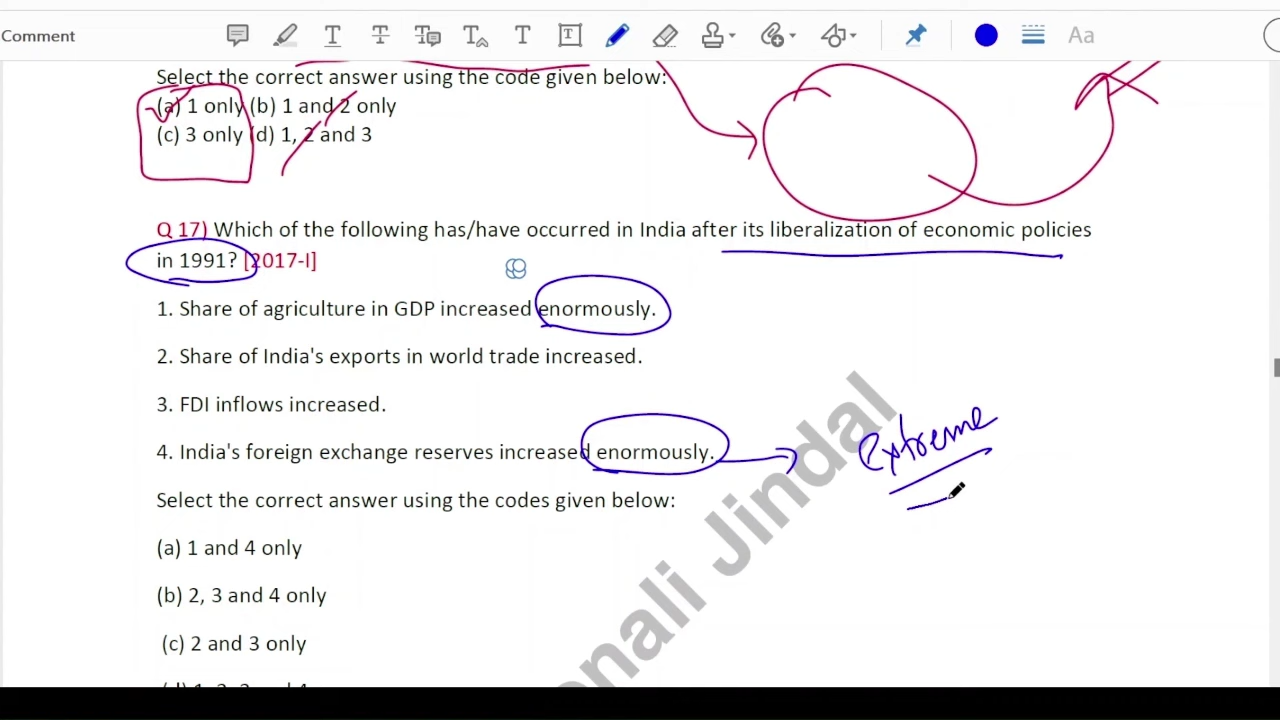 Comment
Aa
Select the correct answer using the code given below:
(a) 1 only (b) 1 and 2 only
(c) 3 only (d) 1, 2 and 3
Q 17) Which of the following has/have occurred in India after its liberalization of economic policies
in 1991? [2017-I]
1. Share of agriculture in GDP increased enormously.
2. Share of India's exports in world trade increased.
3. FDI inflows increased.
4. India's foreign exchange reserves increased enormously.
extreme
Select the correct answer using the codes given below:
(a) 1 and 4 only
(b) 2, 3 and 4 only
(c) 2 and 3 only
nali Jindal